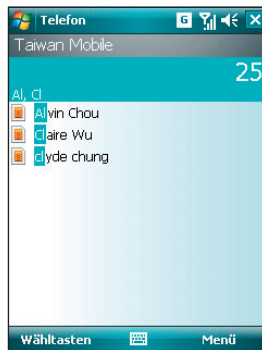 Telefon
G
Taiwan Mobile
25
Al, Cl
Alvin Chou
Claire Wu
clyde chung
Wähltasten
Menü